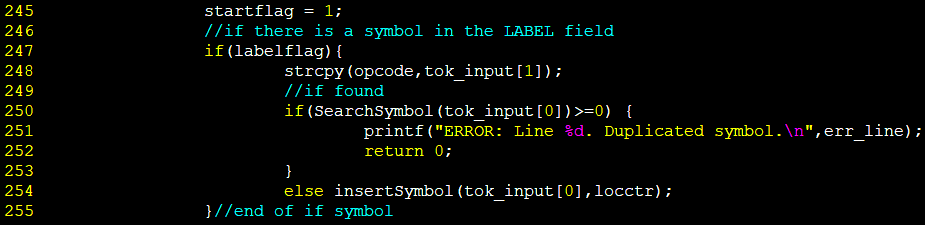 245                 startflag = 1;
246                 //if there is a symbol in the LABEL field
247                 if(labelflag){
248                         strcpy(opcode,tok_input[1]);
249                         //if found
250                         if(SearchSymbol(tok_input[0])>=0) {
251                                 printf("ERROR: Line %d. Duplicated symbol.\n",err_line);
252                                 return 0;
253                         }
254                         else insertSymbol(tok_input[0],locctr);
255                 }//end of if symbol